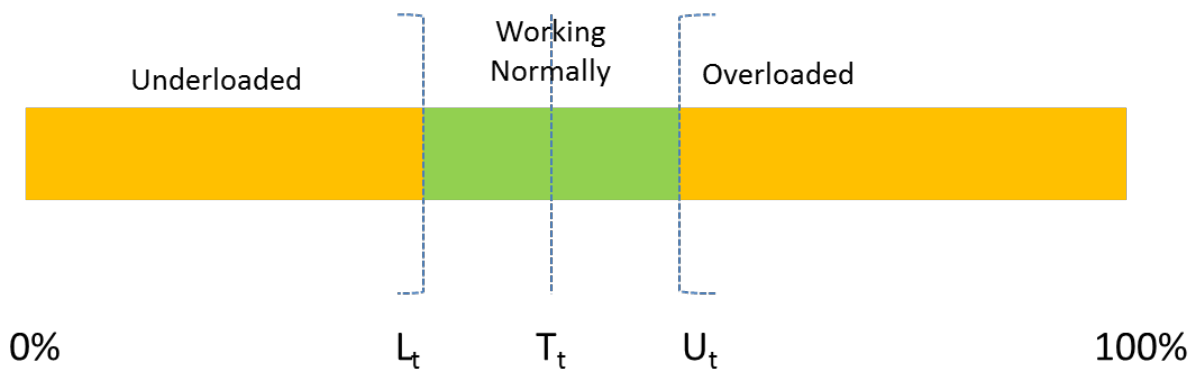 Working
Normally
Underloaded
Overloaded
0%
Lt
Tt
Ut
100%